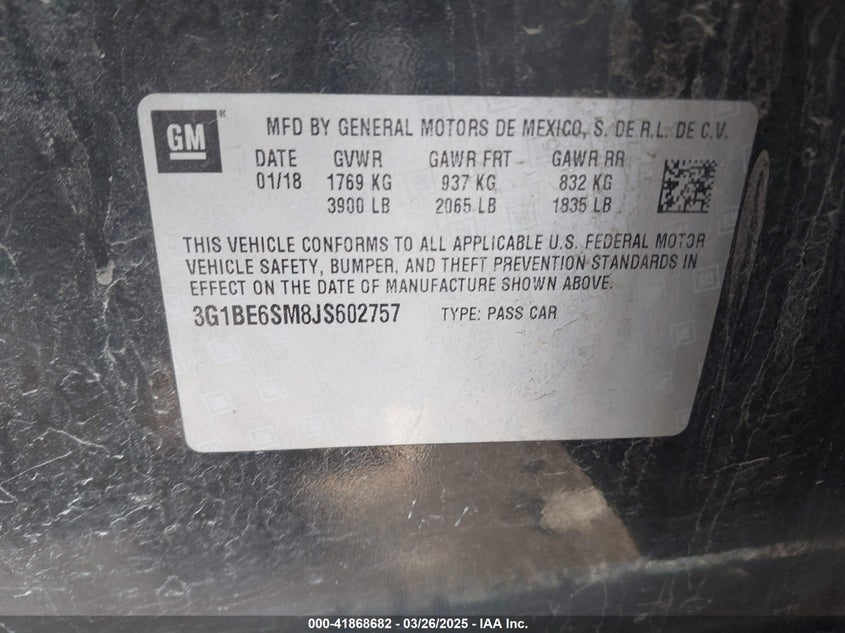 GM ® MFD BY GENERAL MOTORS DE MEXICO, S. DE R.L. DE C.V.
DATE GVWR GAWR FRT GAWR RR
01/18 1769 KG 937 KG 832 KG
3900 LB 2065 LB 1835 LB
THIS VEHICLE CONFORMS TO ALL APPLICABLE U.S. FEDERAL MOTOR
VEHICLE SAFETY, BUMPER, AND THEFT PREVENTION STANDARDS IN
EFFECT ON THE DATE OF MANUFACTURE SHOWN ABOVE.
3G1BE6SM8JS602757 TYPE: PASS CAR
000-41868682 / 03/26/2025 - © IAA Inc.